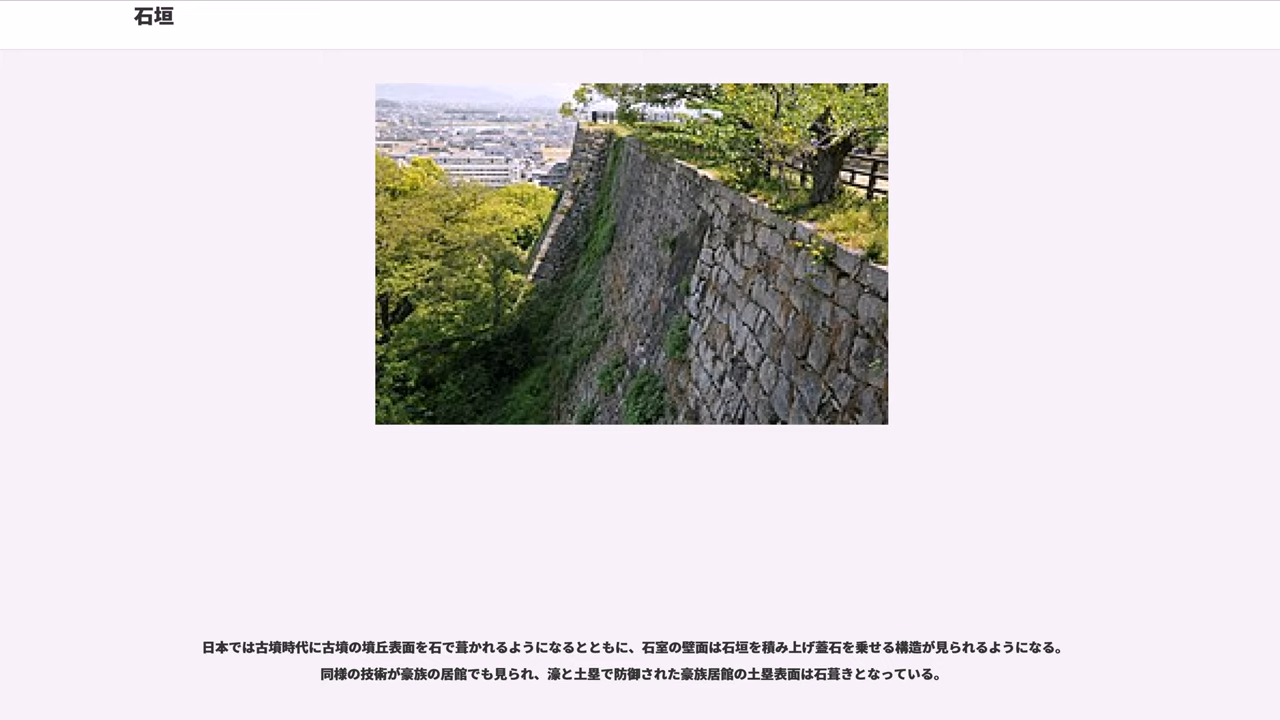 石垣
日本では古墳時代に古墳の墳丘表面を石で葺かれるようになるとともに、石室の壁面は石垣を積み上げ蓋石を乗せる構造が見られるようになる。
同様の技術が豪族の居館でも見られ、濠と土塁で防御された豪族居館の土塁表面は石葺きとなっている。